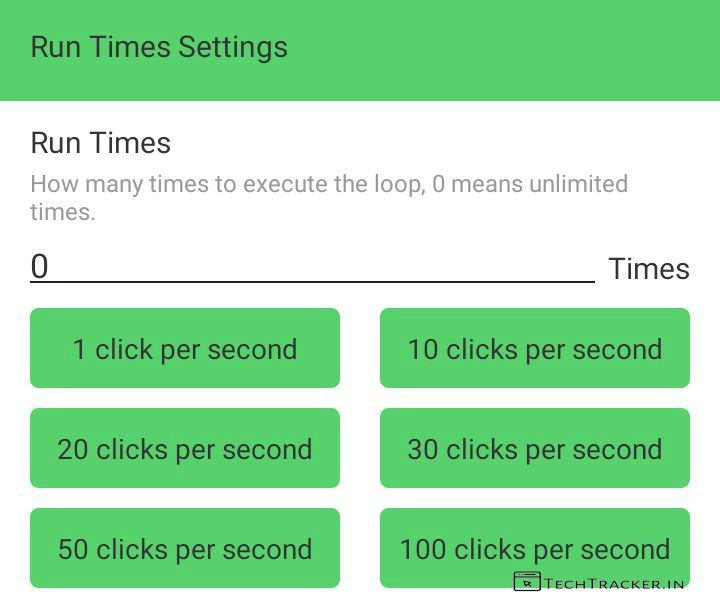 Run Times Settings
Run Times
How many times to execute the loop, 0 means unlimited
times.
0 Times
1 click per second
10 clicks per second
20 clicks per second
30 clicks per second
50 clicks per second
100 clicks per second
TECHTRACKER.IN